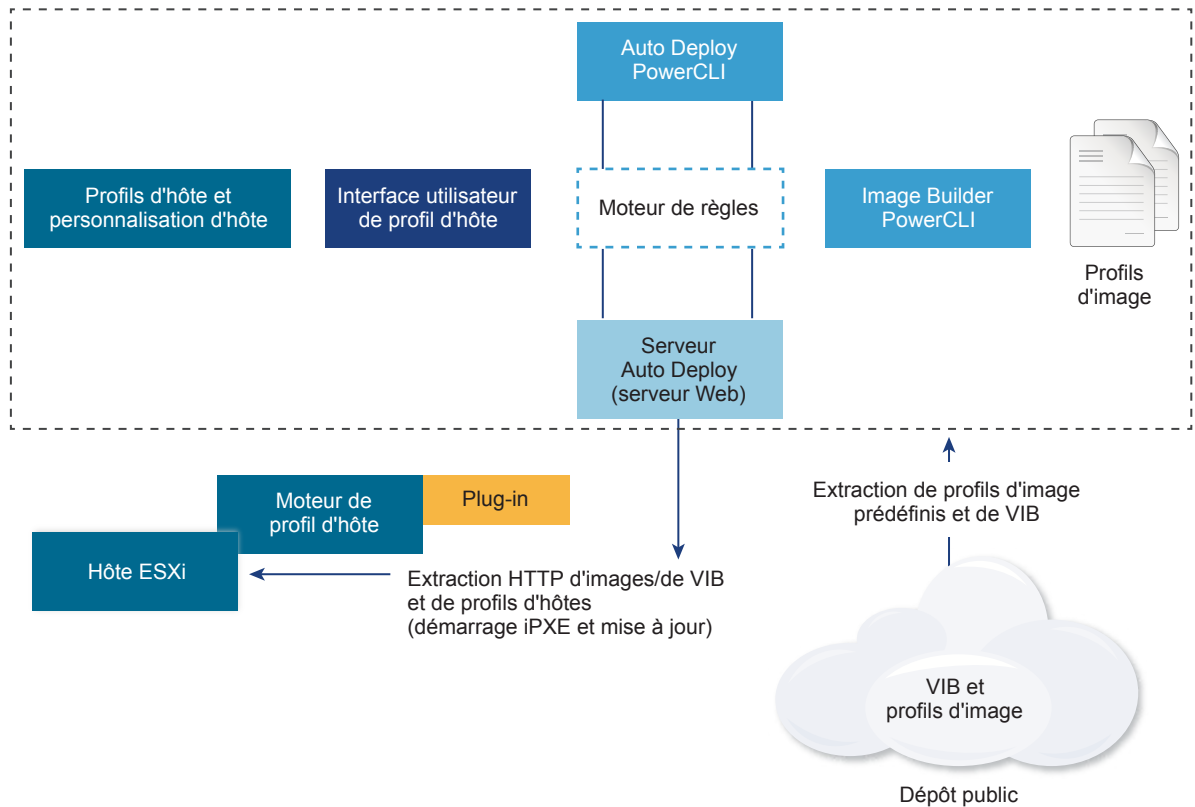 Auto Deploy
PowerCLI
Profils d'hôte et
personnalisation d'hôte
Interface utilisateur
de profil d'hôte
Moteur de règles
Image Builder
PowerCLI
Profils
d'image
Serveur
Auto Deploy
(serveur Web)
Moteur de
profil d'hôte
Plug-in
Hôte ESXi
Extraction HTTP d'images/de VIB
et de profils d'hôtes
(démarrage iPXE et mise à jour)
Extraction de profils d'image
prédéfinis et de VIB
VIB et
profils d'image
Dépôt public